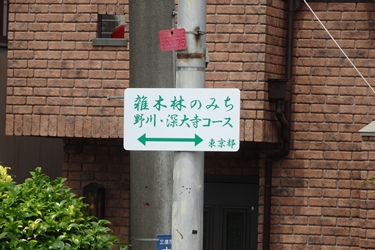 雑木林のみち
野川・深大寺コース
東京都